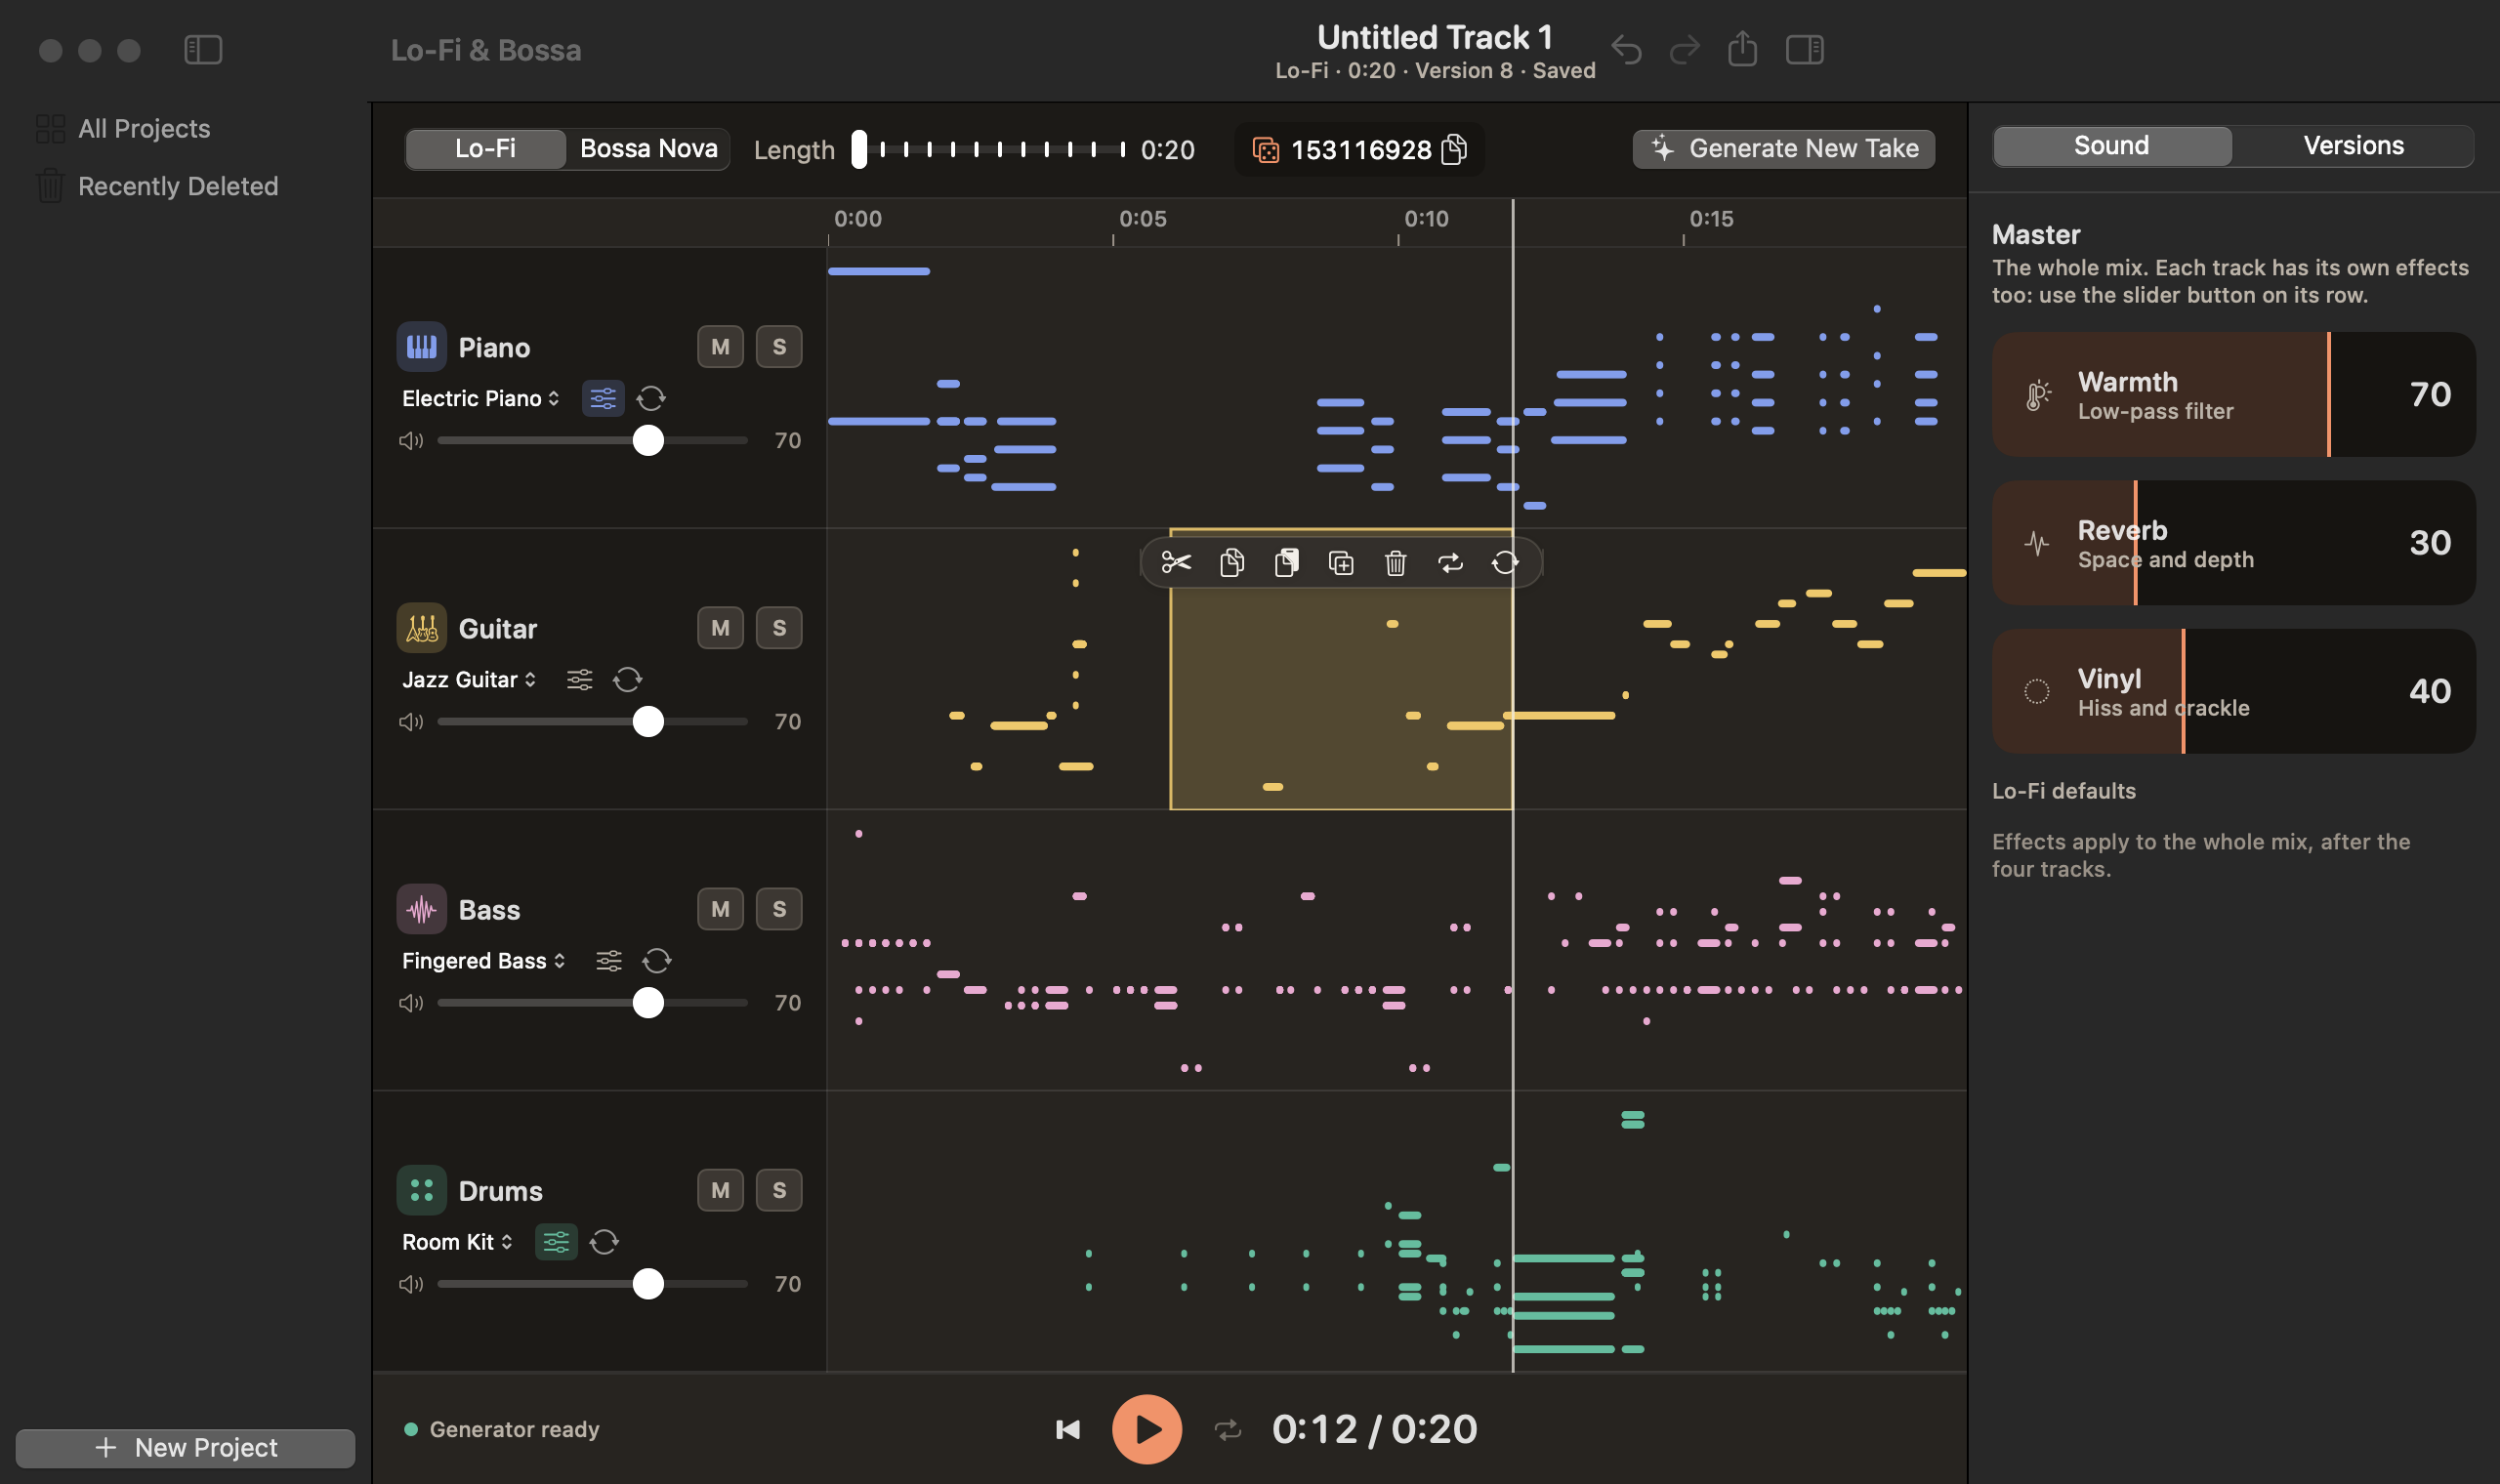 Lo-Fi & Bossa
Untitled Track 1
Lo-Fi · 0:20 · Version 8 · Saved
All Projects
Recently Deleted
New Project
Lo-Fi
Bossa Nova
Length
0:20
153116928
Generate New Take
0:00
0:05
0:10
0:15
Piano
M
S
Electric Piano
70
Guitar
M
S
Jazz Guitar
70
Bass
M
S
Fingered Bass
70
Drums
M
S
Room Kit
70
Generator ready
0:12 / 0:20
Sound
Versions
Master
The whole mix. Each track has its own effects
too: use the slider button on its row.
Warmth
Low-pass filter
70
Reverb
Space and depth
30
Vinyl
Hiss and crackle
40
Lo-Fi defaults
Effects apply to the whole mix, after the
four tracks.